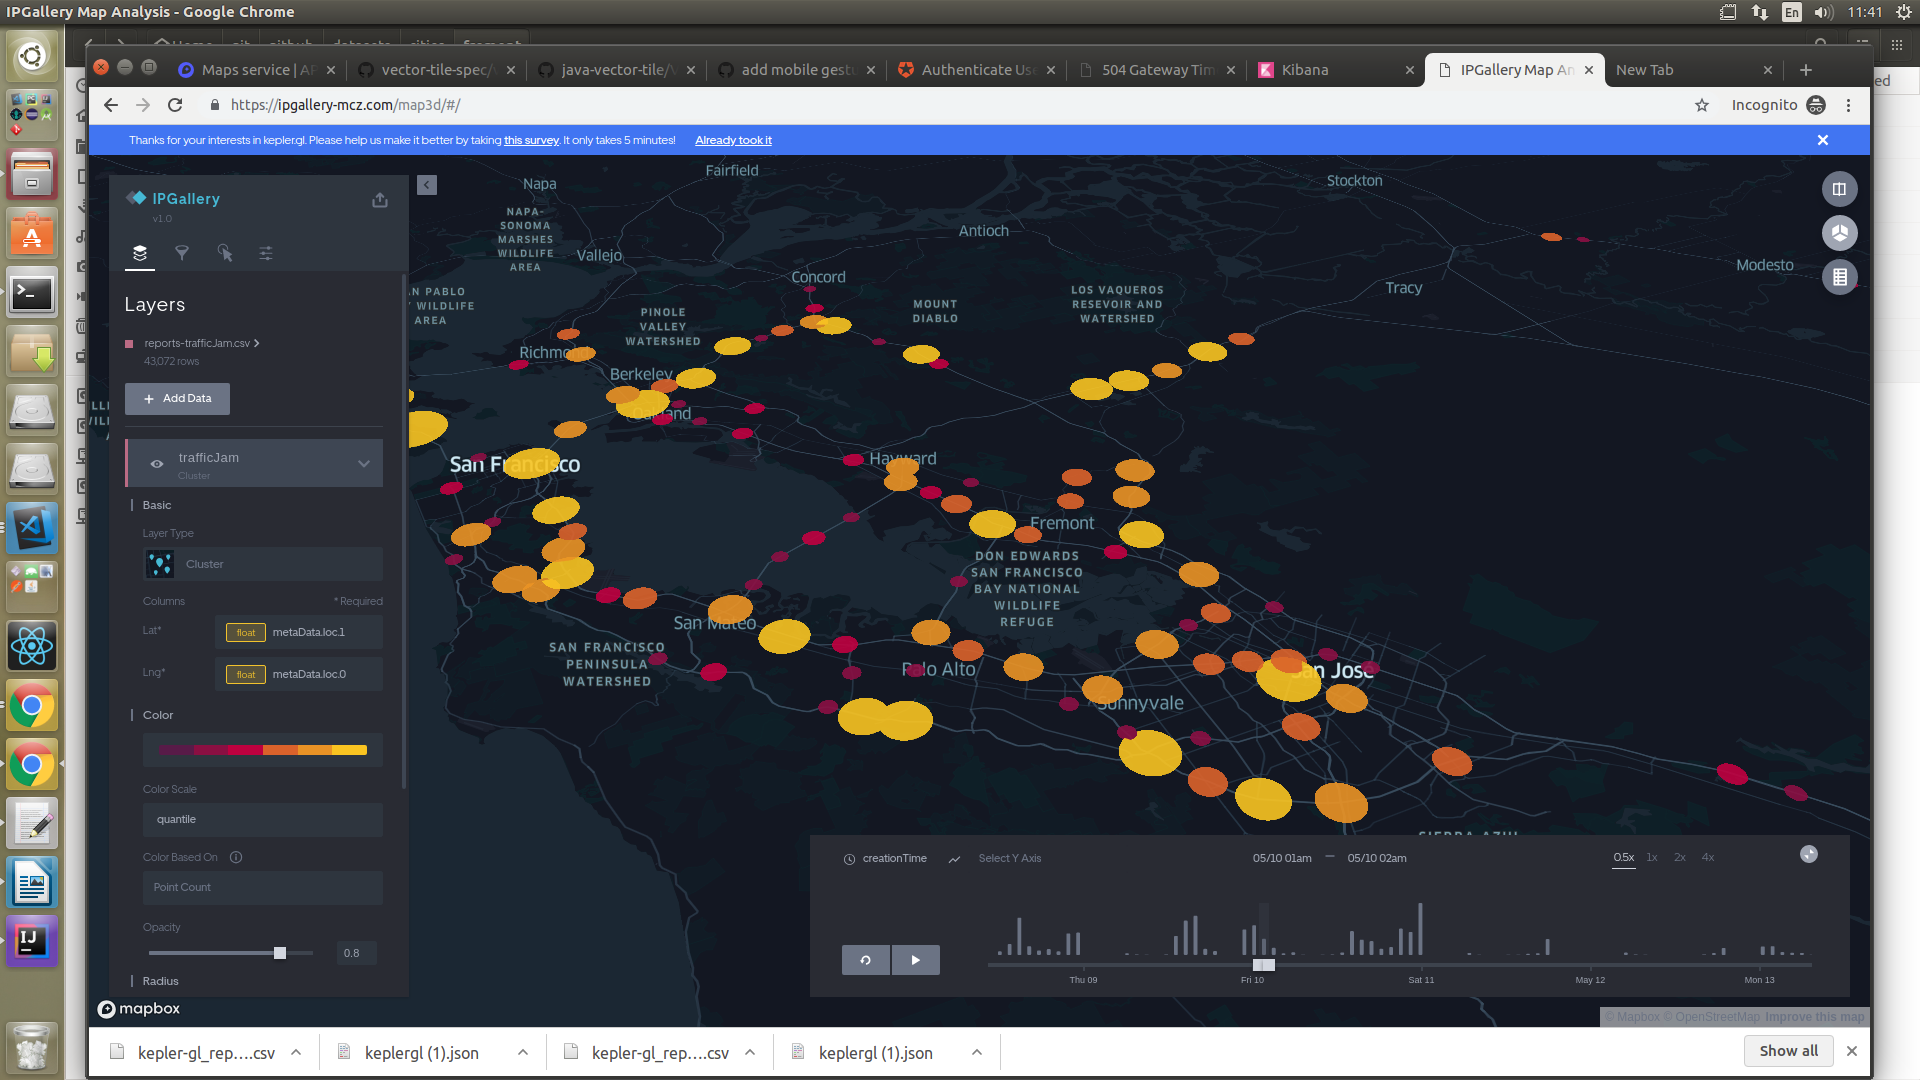 IPGallery Map Analysis - Google Chrome
En
11:41
Maps service | AP
vector-tile-spec/
java-vector-tile/
add mobile gestu
Authenticate Use
504 Gateway Tim
Kibana
IPGallery Map An
New Tab
https://ipgallery-mcz.com/map3d/#/
Incognito
Thanks for your interests in kepler.gl. Please help us make it better by taking this survey. It only takes 5 minutes!
Already took it
IPGallery
v1.0
Layers
reports-trafficJam.csv
43,072 rows
Add Data
trafficJam
Cluster
Basic
Layer Type
Cluster
Columns
* Required
Lat*
float
metaData.loc.1
Lng*
float
metaData.loc.0
Color
Color Scale
quantile
Color Based On
Point Count
Opacity
0.8
Radius
mapbox
Napa
Fairfield
Stockton
NAPA-
SONOMA
MARSHES
WILDLIFE
AREA
Vallejo
Antioch
Concord
Modesto
Tracy
WILDLIFE
AREA
PINOLE
VALLEY
WATERSHED
MOUNT
DIABLO
LOS VAQUEROS
RESEVOIR AND
WATERSHED
Richmond
Berkeley
Oakland
San Francisco
Hayward
Fremont
DON EDWARDS
SAN FRANCISCO
BAY NATIONAL
WILDLIFE
REFUGE
San Mateo
SAN FRANCISCO
PENINSULA
WATERSHED
Palo Alto
San Jose
Sunnyvale
SIERRA AZUL
creationTime
Select Y Axis
05/10 01am — 05/10 02am
0.5x 1x 2x 4x
Thu 09
Fri 10
Sat 11
May 12
Mon 13
© Mapbox © OpenStreetMap Improve this map
kepler-gl_rep....csv
keplergl (1).json
kepler-gl_rep....csv
keplergl (1).json
Show all